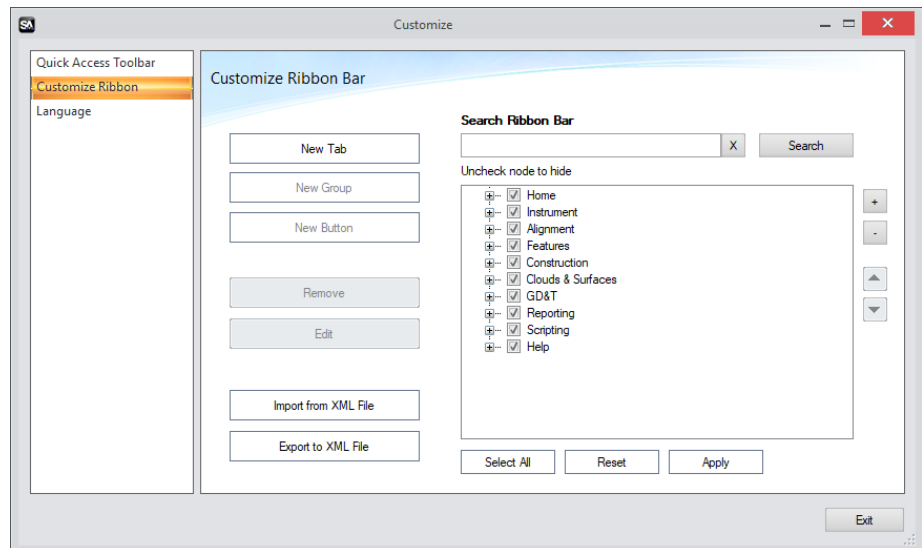 SA
Customize
Quick Access Toolbar
Customize Ribbon
Language
Customize Ribbon Bar
New Tab
New Group
New Button
Remove
Edit
Import from XML File
Export to XML File
Search Ribbon Bar
X
Search
Uncheck node to hide
Home
Instrument
Alignment
Features
Construction
Clouds & Surfaces
GD&T
Reporting
Scripting
Help
+
-
Select All
Reset
Apply
Exit